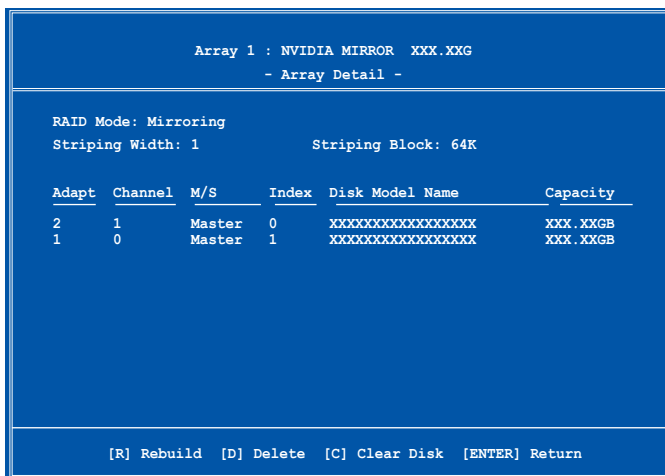 Array 1 : NVIDIA MIRROR XXX.XXG
- Array Detail -
RAID Mode: Mirroring
Striping Width: 1 Striping Block: 64K
Adapt Channel M/S Index Disk Model Name Capacity
2 1 Master 0 XXXXXXXXXXXXXXXXX XXX.XXGB
1 0 Master 1 XXXXXXXXXXXXXXXXX XXX.XXGB
[R] Rebuild [D] Delete [C] Clear Disk [ENTER] Return